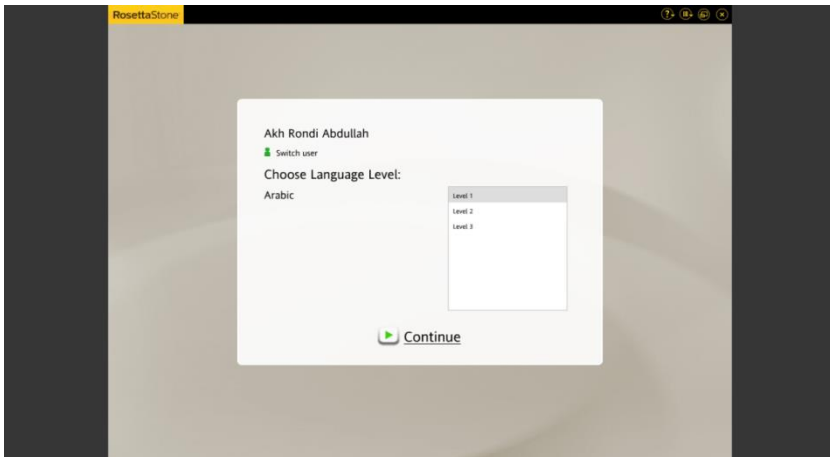 RosettaStone
Akh Rondi Abdullah
Switch user
Choose Language Level:
Arabic
Level 1
Level 2
Level 3
Continue